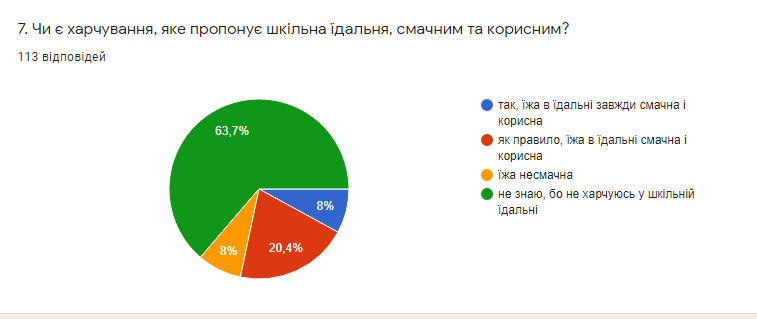 7. Чи є харчування, яке пропонує шкільна їдальня, смачним та корисним?
113 відповідей
63,7%
8%
20,4%
8%
так, їжа в їдальні завжди смачна і
корисна
як правило, їжа в їдальні смачна і
корисна
їжа несмачна
не знаю, бо не харчуюсь у шкільній
їдальні